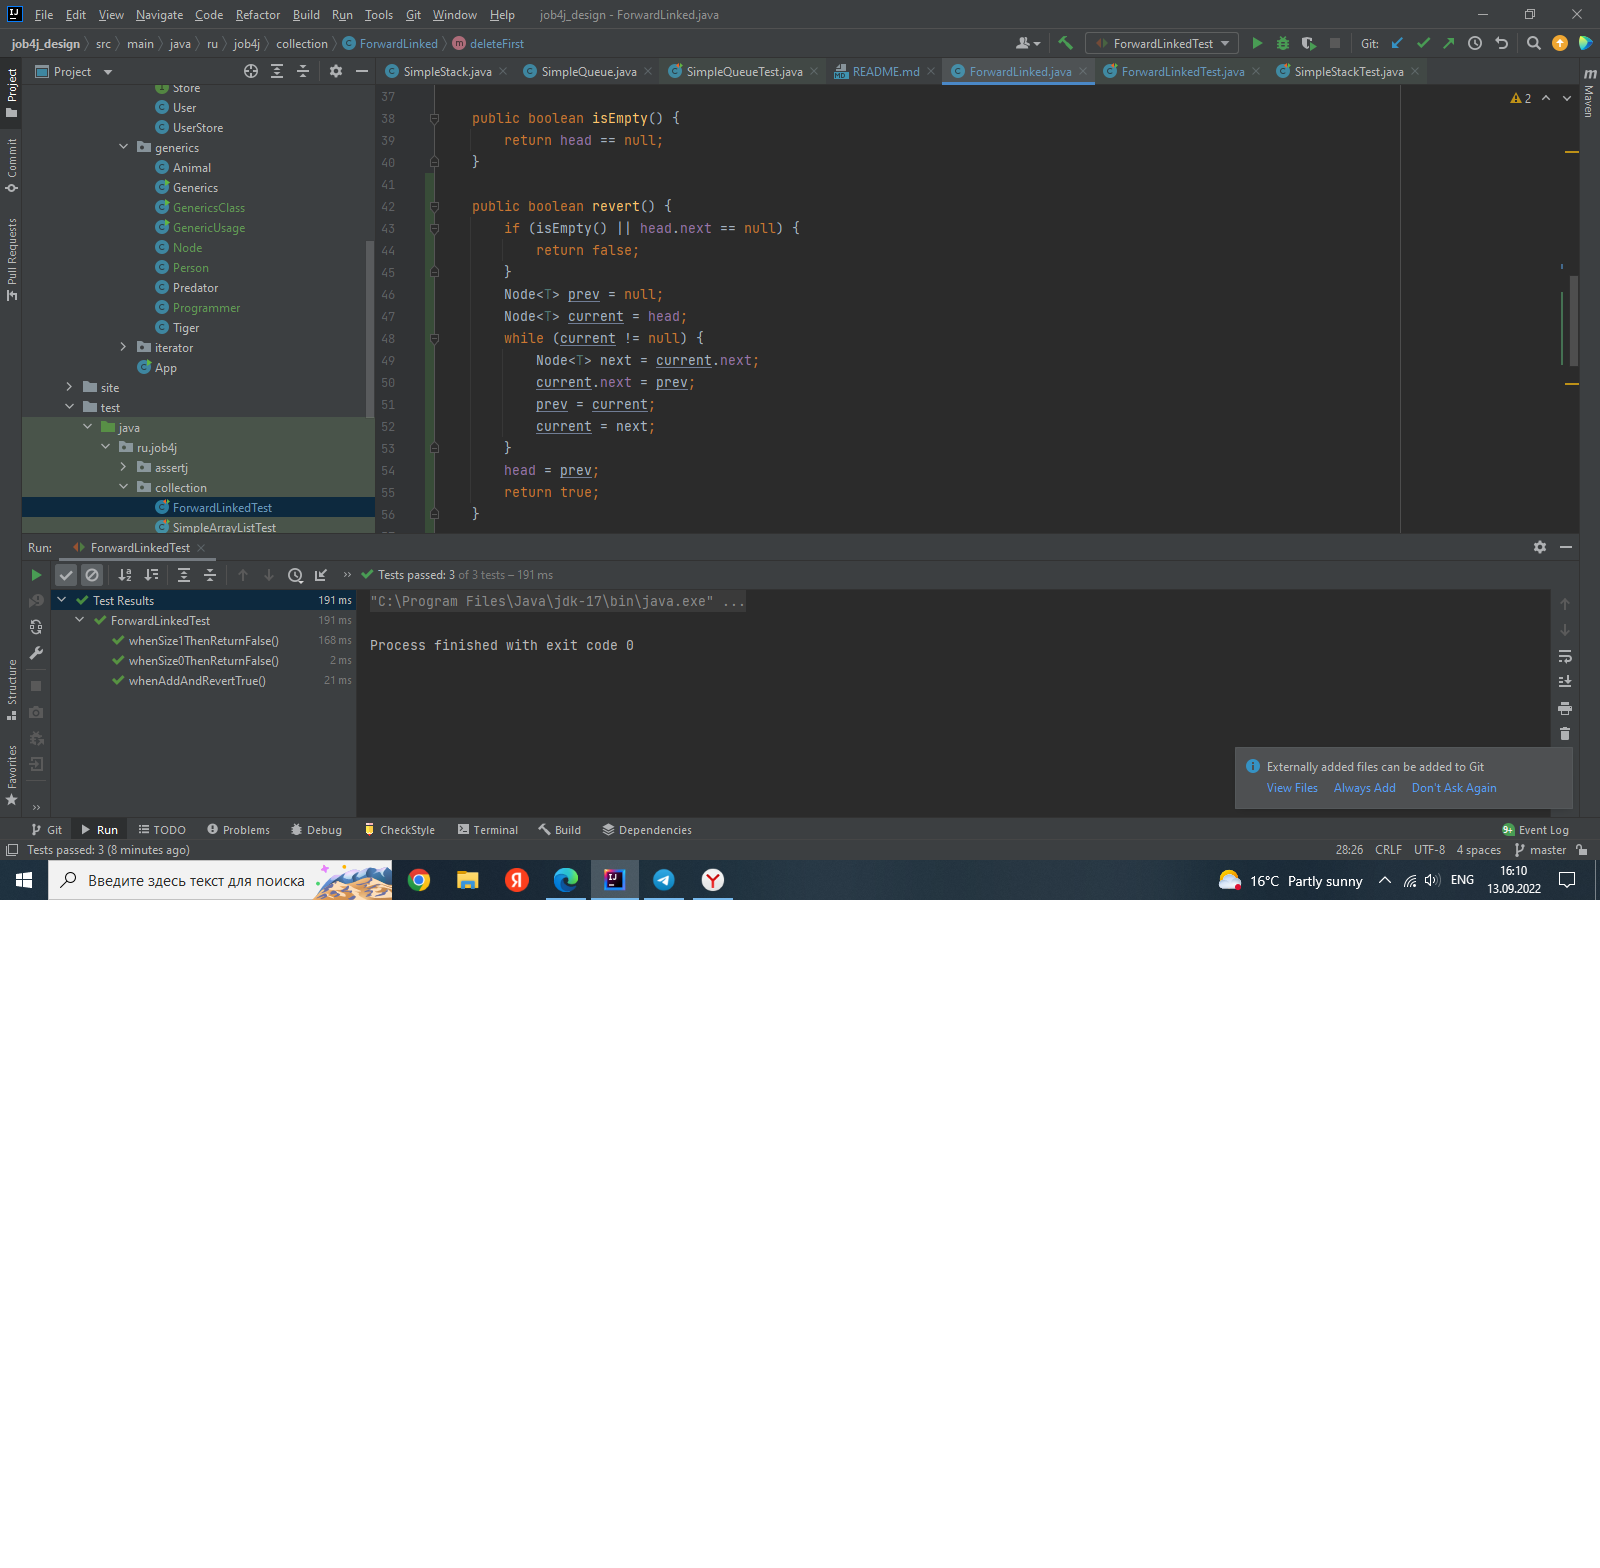 File Edit View Navigate Code Refactor Build Run Tools Git Window Help job4j_design - ForwardLinked.java
job4j_design src main java ru job4j collection ForwardLinked deleteFirst ForwardLinkedTest Git:
Project SimpleStack.java SimpleQueue.java SimpleQueueTest.java README.md ForwardLinked.java ForwardLinkedTest.java SimpleStackTest.java
Project
Commit
Pull Requests
Structure
Favorites
Maven
Store
User
UserStore
generics
Animal
Generics
GenericsClass
GenericUsage
Node
Person
Predator
Programmer
Tiger
iterator
App
site
test
java
ru.job4j
assertj
collection
ForwardLinkedTest
SimpleArrayListTest
2
37
38 public boolean isEmpty() {
39 return head == null;
40 }
41
42 public boolean revert() {
43 if (isEmpty() || head.next == null) {
44 return false;
45 }
46 Node<T> prev = null;
47 Node<T> current = head;
48 while (current != null) {
49 Node<T> next = current.next;
50 current.next = prev;
51 prev = current;
52 current = next;
53 }
54 head = prev;
55 return true;
56 }
Run: ForwardLinkedTest
Tests passed: 3 of 3 tests – 191 ms
Test Results 191 ms
ForwardLinkedTest 191 ms
whenSize1ThenReturnFalse() 168 ms
whenSize0ThenReturnFalse() 2 ms
whenAddAndRevertTrue() 21 ms
"C:\Program Files\Java\jdk-17\bin\java.exe" ...
Process finished with exit code 0
Externally added files can be added to Git
View Files Always Add Don't Ask Again
Git Run TODO Problems Debug CheckStyle Terminal Build Dependencies 9+ Event Log
Tests passed: 3 (8 minutes ago) 28:26 CRLF UTF-8 4 spaces master
Введите здесь текст для поиска 16°C Partly sunny ENG 16:10
13.09.2022